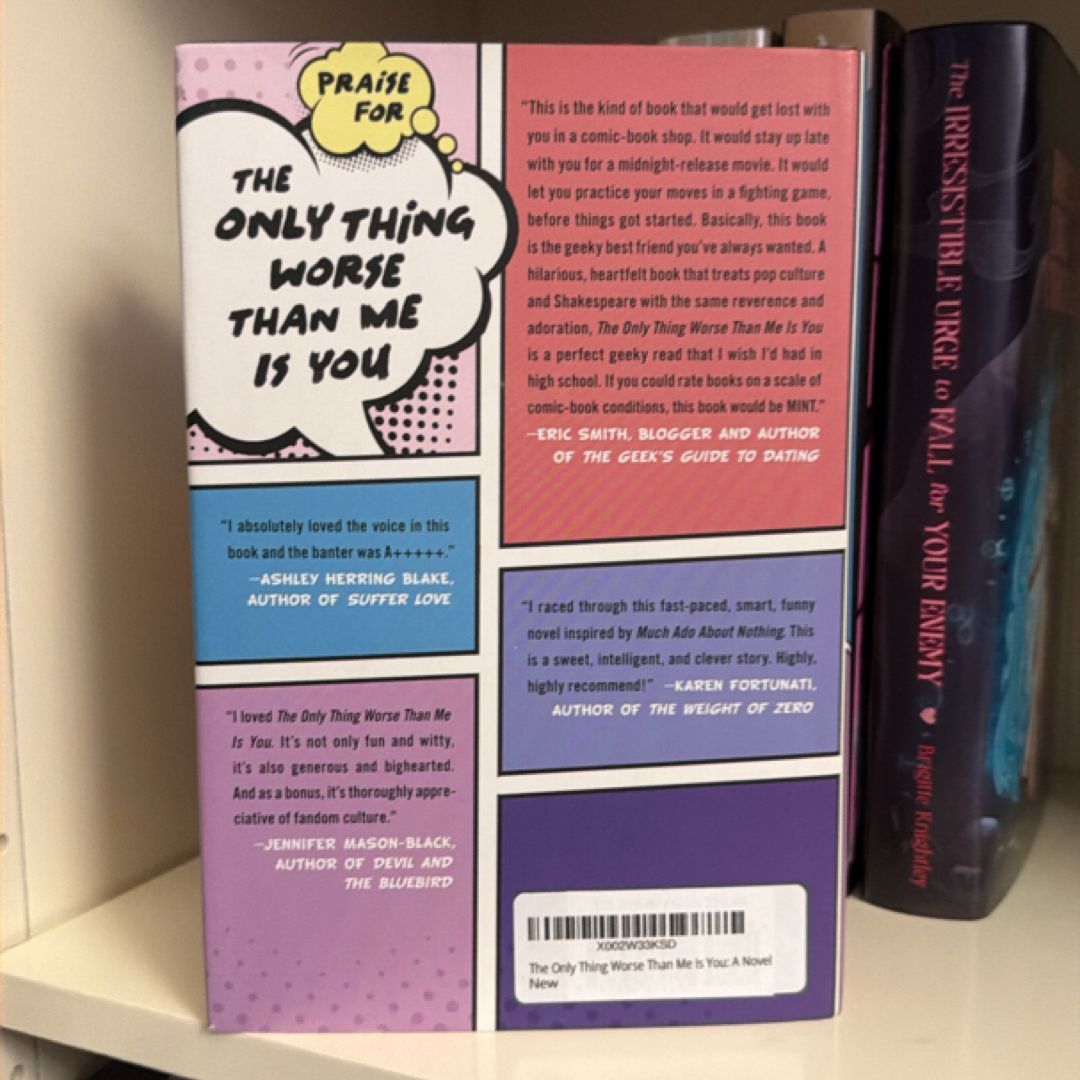 PRAISE
FOR
THE
ONLY THING
WORSE
THAN ME
IS YOU
"This is the kind of book that would get lost with
you in a comic-book shop. It would stay up late
with you for a midnight-release movie. It would
let you practice your moves in a fighting game,
before things got started. Basically, this book
is the geeky best friend you've always wanted. A
hilarious, heartfelt book that treats pop culture
and Shakespeare with the same reverence and
adoration, The Only Thing Worse Than Me Is You
is a perfect geeky read that I wish I'd had in
high school. If you could rate books on a scale of
comic-book conditions, this book would be MINT."
—ERIC SMITH, BLOGGER AND AUTHOR
OF THE GEEK'S GUIDE TO DATING
"I absolutely loved the voice in this
book and the banter was A+++++."
—ASHLEY HERRING BLAKE,
AUTHOR OF SUFFER LOVE
"I raced through this fast-paced, smart, funny
novel inspired by Much Ado About Nothing. This
is a sweet, intelligent, and clever story. Highly,
highly recommend!" —KAREN FORTUNATI,
AUTHOR OF THE WEIGHT OF ZERO
"I loved The Only Thing Worse Than Me
Is You. It's not only fun and witty,
it's also generous and bighearted.
And as a bonus, it's thoroughly appre-
ciative of fandom culture."
—JENNIFER MASON-BLACK,
AUTHOR OF DEVIL AND
THE BLUEBIRD
X002W33KSD
The Only Thing Worse Than Me Is You: A Novel
New
The IRRESISTIBLE URGE to FALL for YOUR ENEMY Brigitte Knightley